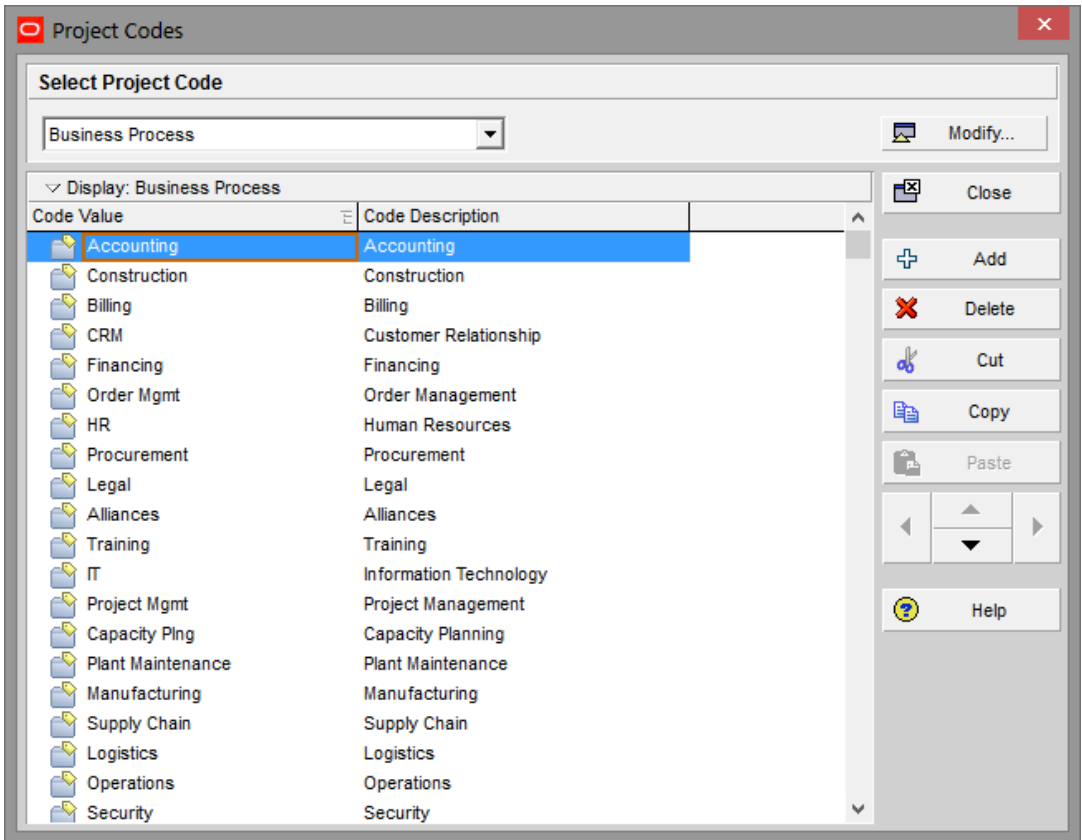 Project Codes
Select Project Code
Business Process
Modify...
Display: Business Process
Close
Code Value Code Description
Accounting Accounting
Add
Construction Construction
Billing Billing
Delete
CRM Customer Relationship
Financing Financing
Cut
Order Mgmt Order Management
Copy
HR Human Resources
Procurement Procurement
Paste
Legal Legal
Alliances Alliances
Training Training
IT Information Technology
Project Mgmt Project Management
Help
Capacity Plng Capacity Planning
Plant Maintenance Plant Maintenance
Manufacturing Manufacturing
Supply Chain Supply Chain
Logistics Logistics
Operations Operations
Security Security